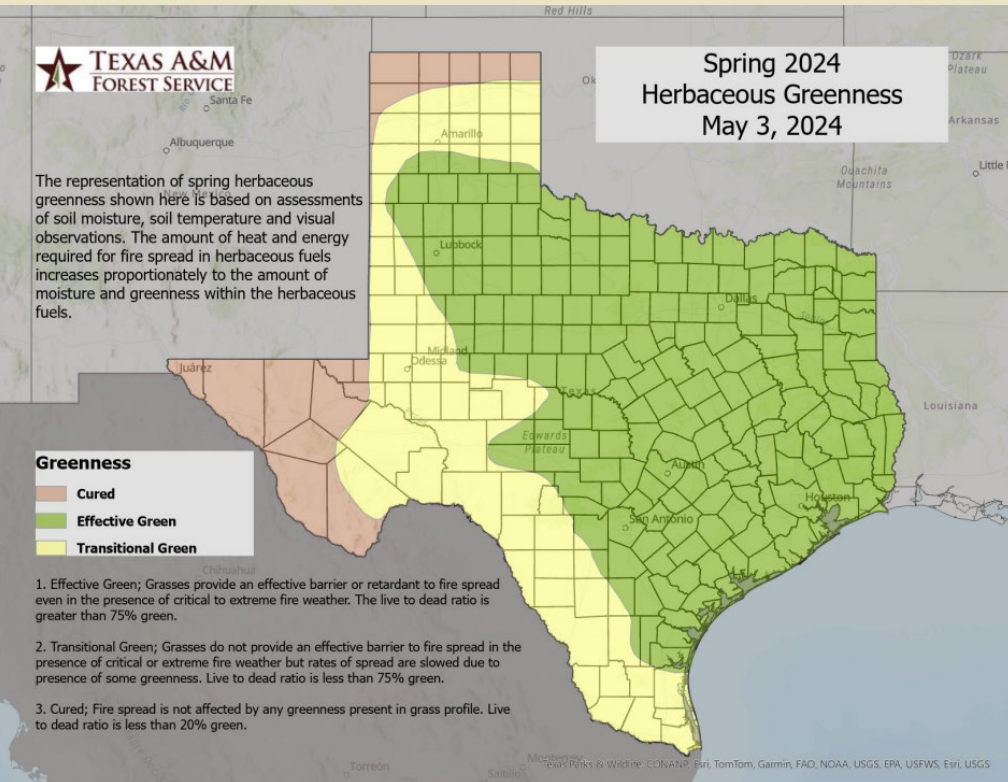 Red Hills
TEXAS A&M
FOREST SERVICE
Spring 2024
Herbaceous Greenness
May 3, 2024
Ozark
Plateau
Santa Fe
Amarillo
Arkansas
Albuquerque
Little
Ouachita
Mountains
New Mexico
The representation of spring herbaceous
greenness shown here is based on assessments
of soil moisture, soil temperature and visual
observations. The amount of heat and energy
required for fire spread in herbaceous fuels
increases proportionately to the amount of
moisture and greenness within the herbaceous
fuels.
Lubbock
Dallas
Midland
Odessa
Juárez
Texas
Louisiana
Edwards
Plateau
Austin
Houston
San Antonio
Greenness
Cured
Effective Green
Transitional Green
Chihuahua
1. Effective Green; Grasses provide an effective barrier or retardant to fire spread
even in the presence of critical to extreme fire weather. The live to dead ratio is
greater than 75% green.
2. Transitional Green; Grasses do not provide an effective barrier to fire spread in the
presence of critical or extreme fire weather but rates of spread are slowed due to
presence of some greenness. Live to dead ratio is less than 75% green.
3. Cured; Fire spread is not affected by any greenness present in grass profile. Live
to dead ratio is less than 20% green.
Torreón
Saltillo
Texas Parks & Wildlife, CONANP, Esri, TomTom, Garmin, FAO, NOAA, USGS, EPA, USFWS, Esri, USGS